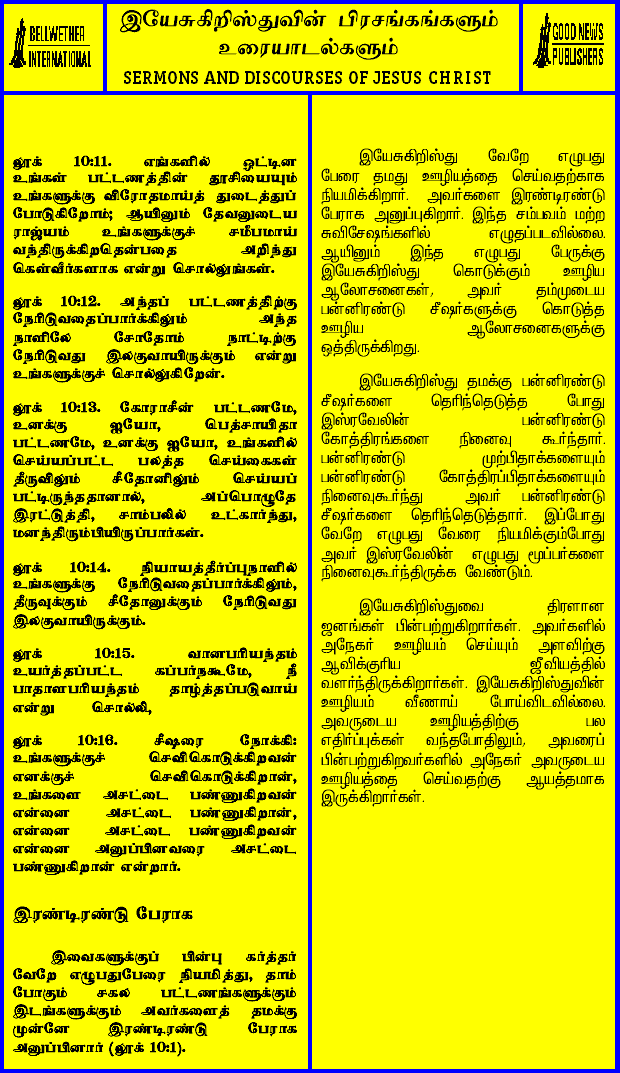 BELLWETHER
INTERNATIONAL
இயேசுகிறிஸ்துவின் பிரசங்கங்களும்
உரையாடல்களும்
SERMONS AND DISCOURSES OF JESUS CHRIST
GOOD NEWS
PUBLISHERS
லூக் 10:11. எங்களில் ஒட்டின
உங்கள் பட்டணத்தின் தூசியையும்
உங்களுக்கு விரோதமாய்த் துடைத்துப்
போடுகிறோம்; ஆயினும் தேவனுடைய
ராஜ்யம் உங்களுக்குச் சமீபமாய்
வந்திருக்கிறதென்பதை அறிந்து
கொள்வீர்களாக என்று சொல்லுங்கள்.
லூக் 10:12. அந்தப் பட்டணத்திற்கு
நேரிடுவதைப்பார்க்கிலும் அந்த
நாளிலே சோதோம் நாட்டிற்கு
நேரிடுவது இலகுவாயிருக்கும் என்று
உங்களுக்குச் சொல்லுகிறேன்.
லூக் 10:13. கோராசீன் பட்டணமே,
உனக்கு ஐயோ, பெத்சாயிதா
பட்டணமே, உனக்கு ஐயோ, உங்களில்
செய்யப்பட்ட பலத்த செய்கைகள்
தீருவிலும் சீதோனிலும் செய்யப்
பட்டிருந்ததானால், அப்பொழுதே
இரட்டுத்தி, சாம்பலில் உட்கார்ந்து,
மனந்திரும்பியிருப்பார்கள்.
லூக் 10:14. நியாயத்தீர்ப்புநாளில்
உங்களுக்கு நேரிடுவதைப்பார்க்கிலும்,
தீருவுக்கும் சீதோனுக்கும் நேரிடுவது
இலகுவாயிருக்கும்.
லூக் 10:15. வானபரியந்தம்
உயர்த்தப்பட்ட கப்பர்நகூமே, நீ
பாதாளபரியந்தம் தாழ்த்தப்படுவாய்
என்று சொல்லி,
லூக் 10:16. சீஷரை நோக்கி:
உங்களுக்குச் செவிகொடுக்கிறவன்
எனக்குச் செவிகொடுக்கிறான்,
உங்களை அசட்டை பண்ணுகிறவன்
என்னை அசட்டை பண்ணுகிறான்,
என்னை அசட்டை பண்ணுகிறவன்
என்னை அனுப்பினவரை அசட்டை
பண்ணுகிறான் என்றார்.
இரண்டிரண்டு பேராக
இவைகளுக்குப் பின்பு கர்த்தர்
வேறே எழுபதுபேரை நியமித்து, தாம்
போகும் சகல பட்டணங்களுக்கும்
இடங்களுக்கும் அவர்களைத் தமக்கு
முன்னே இரண்டிரண்டு பேராக
அனுப்பினார் (லூக் 10:1).
இயேசுகிறிஸ்து வேறே எழுபது
பேரை தமது ஊழியத்தை செய்வதற்காக
நியமிக்கிறார். அவர்களை இரண்டிரண்டு
பேராக அனுப்புகிறார். இந்த சம்பவம் மற்ற
சுவிசேஷங்களில் எழுதப்படவில்லை.
ஆயினும் இந்த எழுபது பேருக்கு
இயேசுகிறிஸ்து கொடுக்கும் ஊழிய
ஆலோசனைகள், அவர் தம்முடைய
பன்னிரண்டு சீஷர்களுக்கு கொடுத்த
ஊழிய ஆலோசனைகளுக்கு
ஒத்திருக்கிறது.
இயேசுகிறிஸ்து தமக்கு பன்னிரண்டு
சீஷர்களை தெரிந்தெடுத்த போது
இஸ்ரவேலின் பன்னிரண்டு
கோத்திரங்களை நினைவு கூர்ந்தார்.
பன்னிரண்டு முற்பிதாக்களையும்
பன்னிரண்டு கோத்திரப்பிதாக்களையும்
நினைவுகூர்ந்து அவர் பன்னிரண்டு
சீஷர்களை தெரிந்தெடுத்தார். இப்போது
வேறே எழுபது வேரை நியமிக்கும்போது
அவர் இஸ்ரவேலின் எழுபது மூப்பர்களை
நினைவுகூர்ந்திருக்க வேண்டும்.
இயேசுகிறிஸ்துவை திரளான
ஜனங்கள் பின்பற்றுகிறார்கள். அவர்களில்
அநேகர் ஊழியம் செய்யும் அளவிற்கு
ஆவிக்குரிய ஜீவியத்தில்
வளர்ந்திருக்கிறார்கள். இயேசுகிறிஸ்துவின்
ஊழியம் வீணாய் போய்விடவில்லை.
அவருடைய ஊழியத்திற்கு பல
எதிர்ப்புக்கள் வந்தபோதிலும், அவரைப்
பின்பற்றுகிறவர்களில் அநேகர் அவருடைய
ஊழியத்தை செய்வதற்கு ஆயத்தமாக
இருக்கிறார்கள்.